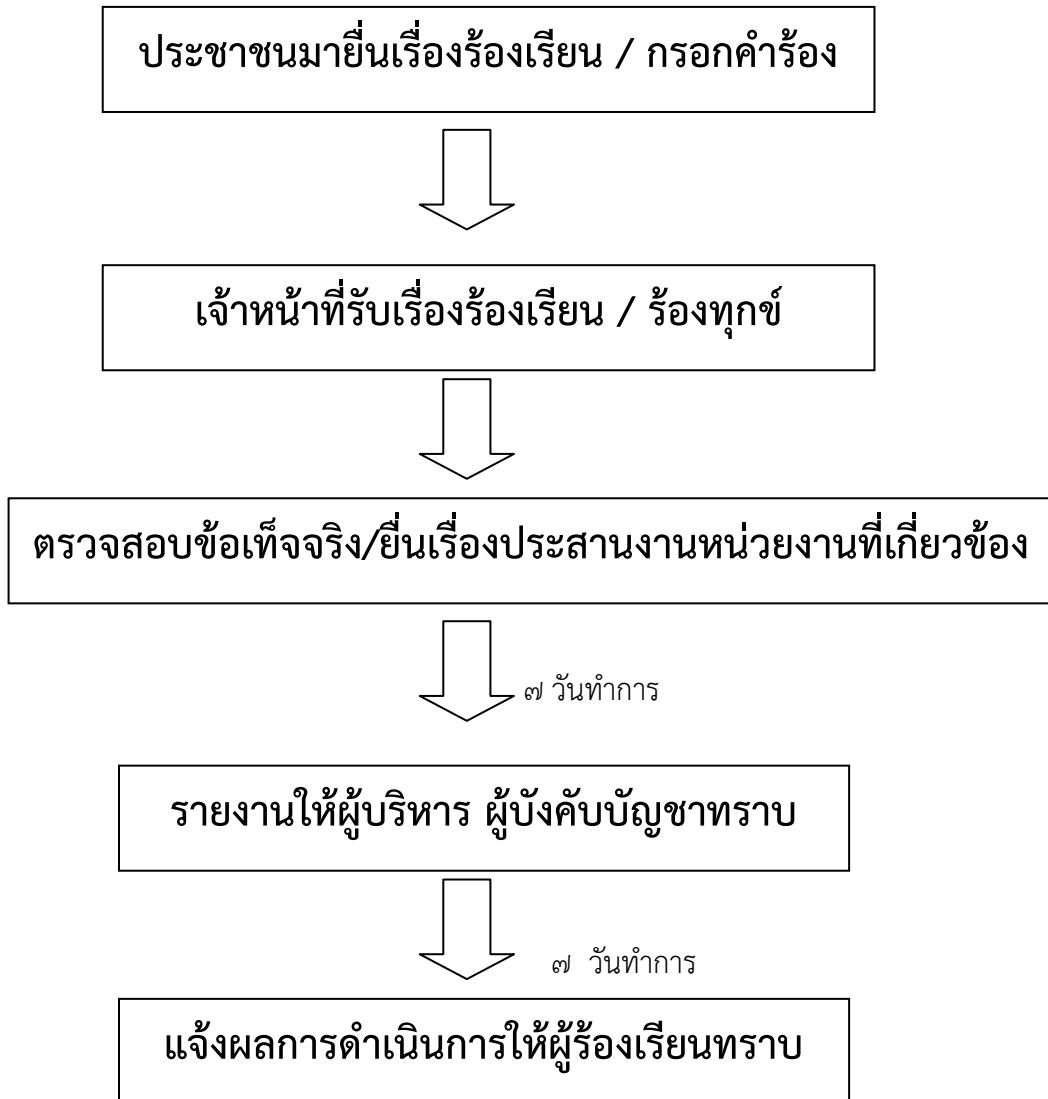 ประชาชนมายื่นเรื่องร้องเรียน / กรอกคำร้อง
เจ้าหน้าที่รับเรื่องร้องเรียน / ร้องทุกข์
ตรวจสอบข้อเท็จจริง/ยื่นเรื่องประสานงานหน่วยงานที่เกี่ยวข้อง
๗ วันทำการ
รายงานให้ผู้บริหาร ผู้บังคับบัญชาทราบ
๗ วันทำการ
แจ้งผลการดำเนินการให้ผู้ร้องเรียนทราบ